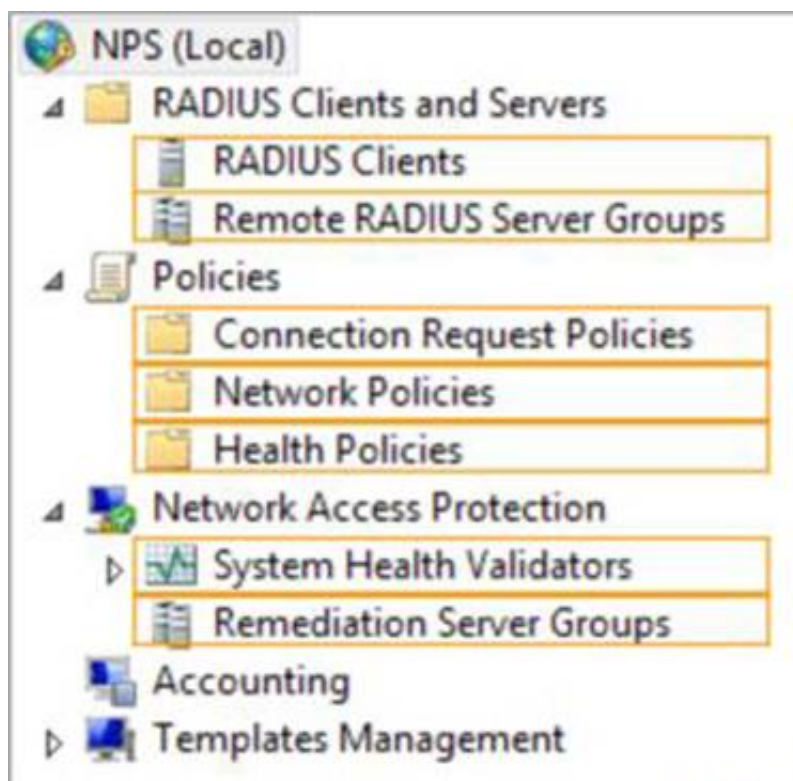 NPS (Local)
RADIUS Clients and Servers
RADIUS Clients
Remote RADIUS Server Groups
Policies
Connection Request Policies
Network Policies
Health Policies
Network Access Protection
System Health Validators
Remediation Server Groups
Accounting
Templates Management